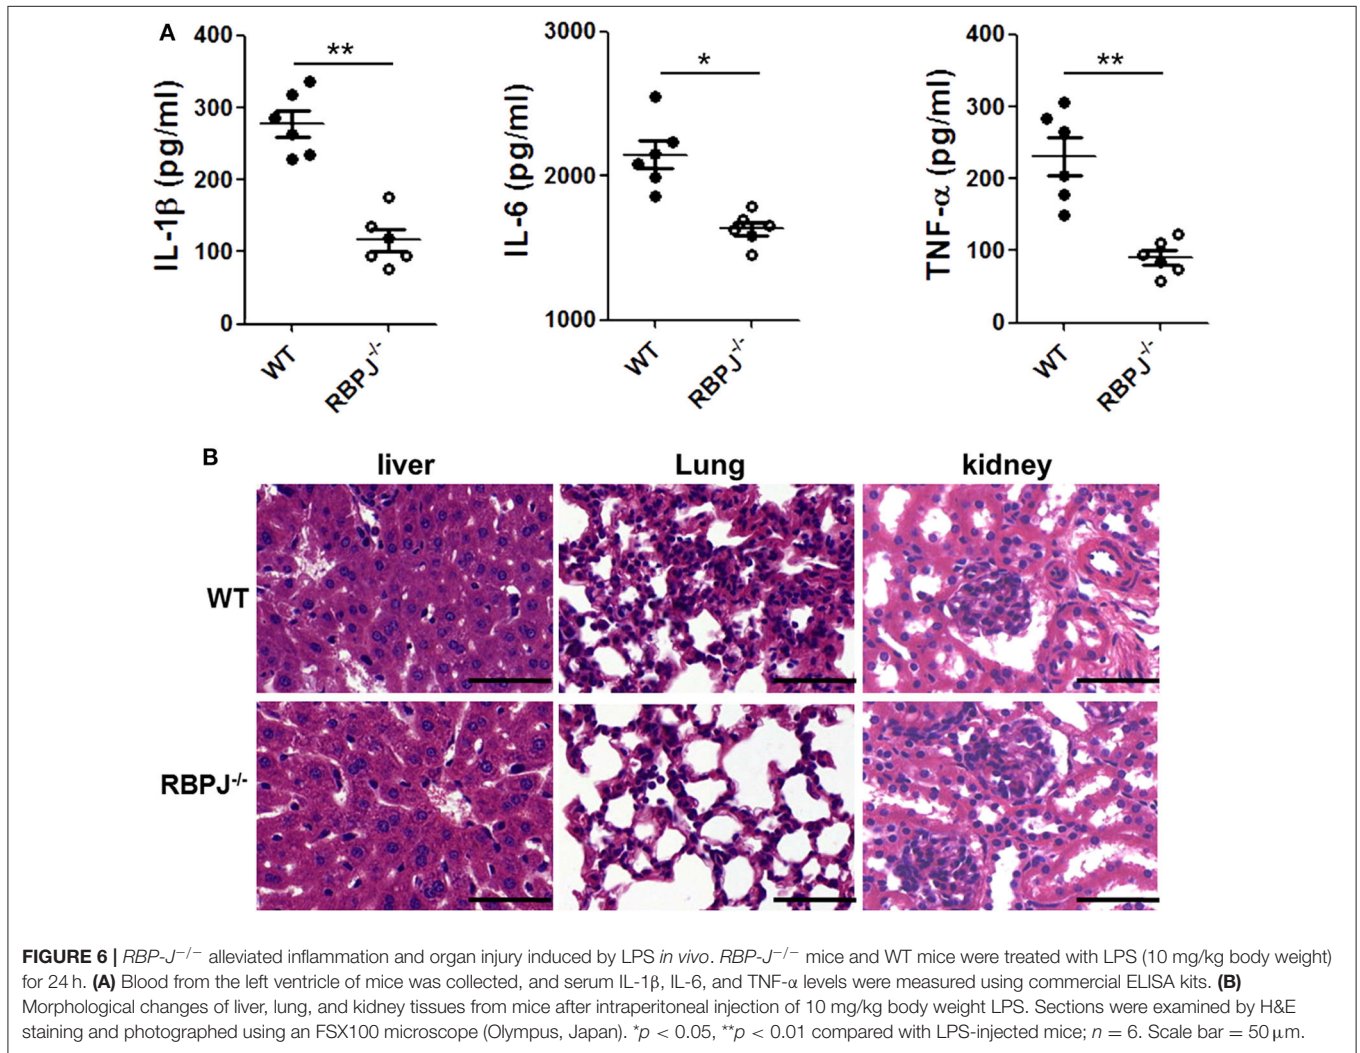 A
400
300
200
100
0
IL-1β (pg/ml)
**
WT
RBPJ-/-
3000
2000
1000
IL-6 (pg/ml)
*
WT
RBPJ-/-
400
300
200
100
0
TNF-α (pg/ml)
**
WT
RBPJ-/-
B
liver Lung kidney
WT
RBPJ-/-
FIGURE 6 | RBP-J−/− alleviated inflammation and organ injury induced by LPS in vivo. RBP-J−/− mice and WT mice were treated with LPS (10 mg/kg body weight)
for 24 h. (A) Blood from the left ventricle of mice was collected, and serum IL-1β, IL-6, and TNF-α levels were measured using commercial ELISA kits. (B)
Morphological changes of liver, lung, and kidney tissues from mice after intraperitoneal injection of 10 mg/kg body weight LPS. Sections were examined by H&E
staining and photographed using an FSX100 microscope (Olympus, Japan). *p < 0.05, **p < 0.01 compared with LPS-injected mice; n = 6. Scale bar = 50 μm.